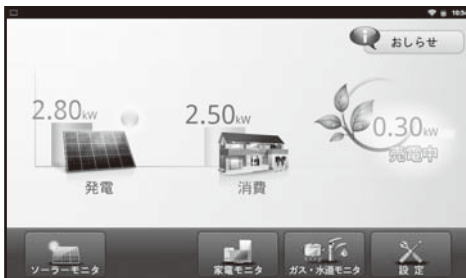 10:54
おしらせ
2.80kW
2.50kW
0.30kW
売電中
発電
消費
ソーラーモニタ
家電モニタ
ガス・水道モニタ
設定